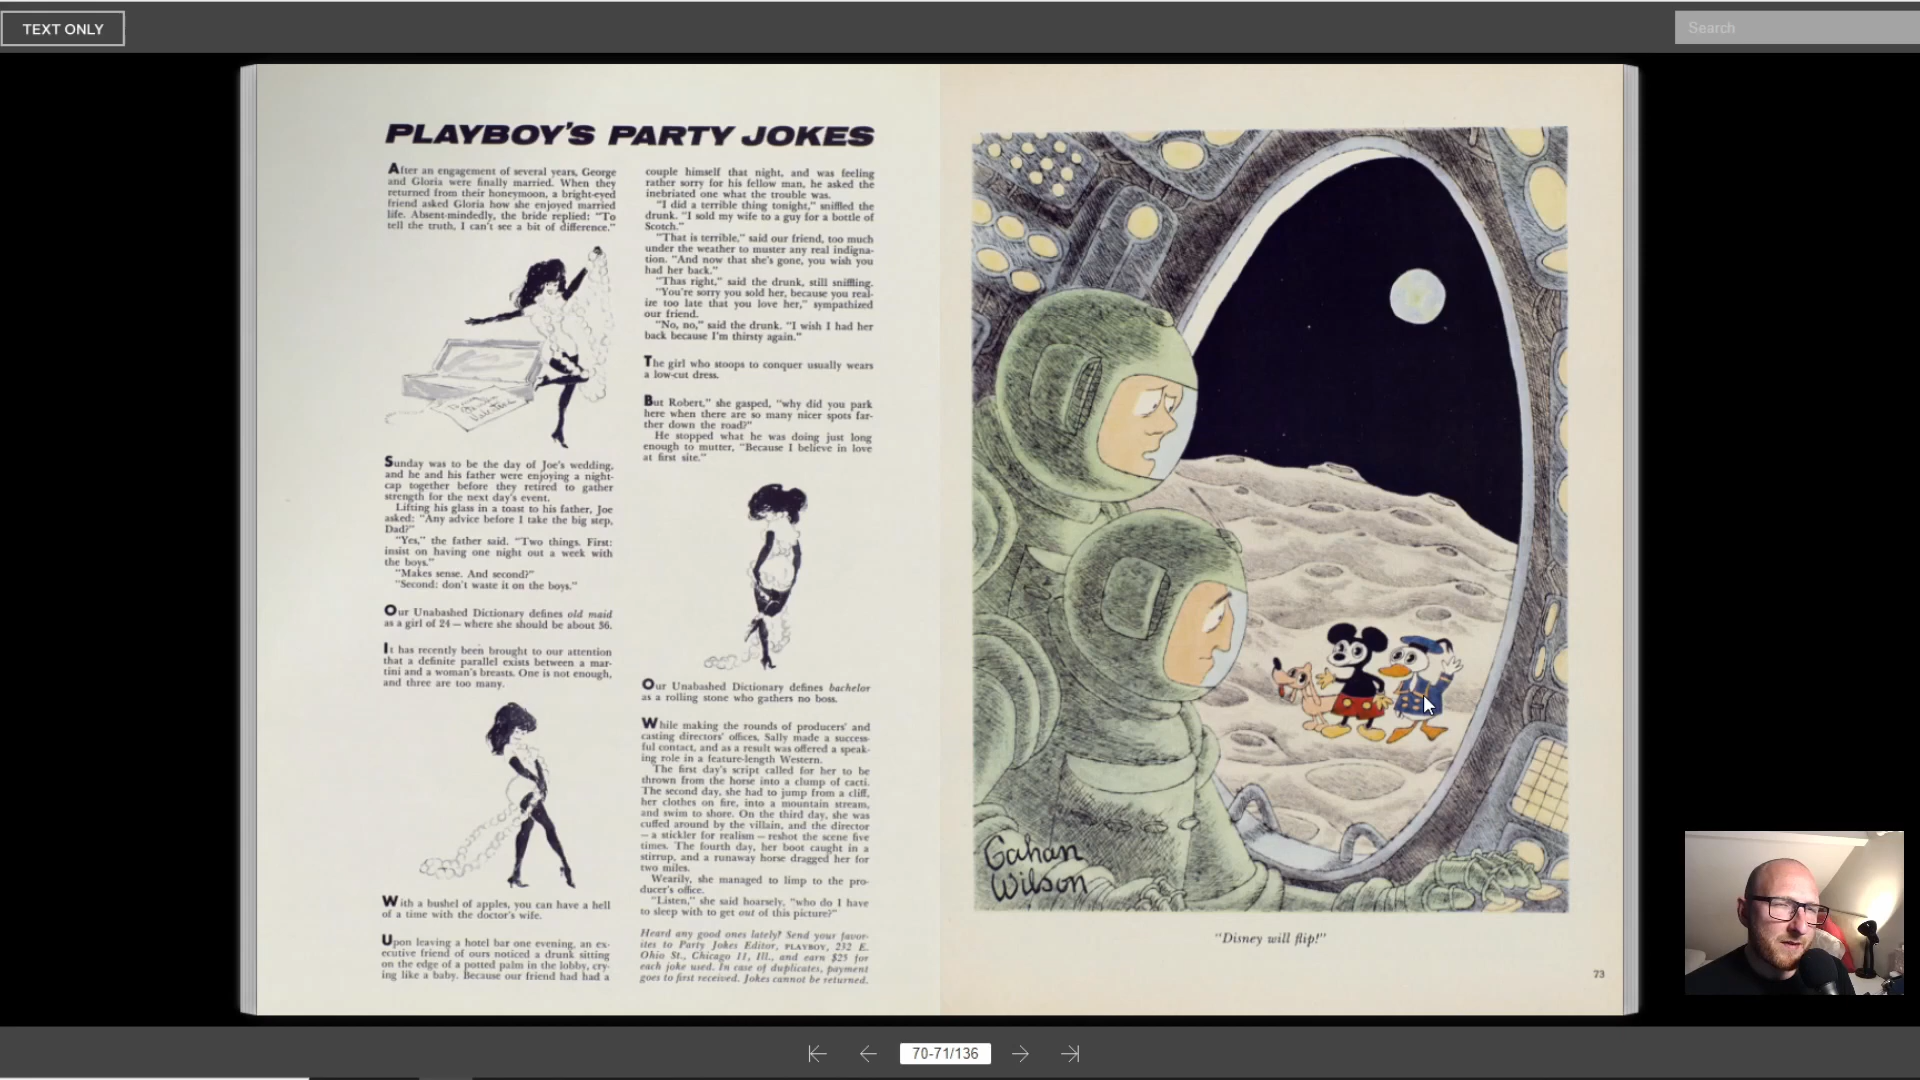 TEXT ONLY
Search
PLAYBOY'S PARTY JOKES
After an engagement of several years, George
and Gloria were finally married. When they
returned from their honeymoon, a bright-eyed
friend asked Gloria how she enjoyed married
life. Absent-mindedly, the bride replied: "To
tell the truth, I can't see a bit of difference."
Valentine
Sunday was to be the day of Joe's wedding,
and he and his father were enjoying a night-
cap together before they retired to gather
strength for the next day's event.
Lifting his glass in a toast to his father, Joe
asked: "Any advice before I take the big step,
Dad?"
"Yes," the father said. "Two things. First:
insist on having one night out a week with
the boys."
"Makes sense. And second?"
"Second: don't waste it on the boys."
Our Unabashed Dictionary defines old maid
as a girl of 24 — where she should be about 36.
It has recently been brought to our attention
that a definite parallel exists between a mar-
tini and a woman's breasts. One is not enough,
and three are too many.
With a bushel of apples, you can have a hell
of a time with the doctor's wife.
Upon leaving a hotel bar one evening, an ex-
ecutive friend of ours noticed a drunk sitting
on the edge of a potted palm in the lobby, cry-
ing like a baby. Because our friend had had a
couple himself that night, and was feeling
rather sorry for his fellow man, he asked the
inebriated one what the trouble was.
"I did a terrible thing tonight," sniffled the
drunk. "I sold my wife to a guy for a bottle of
Scotch."
"That is terrible," said our friend, too much
under the weather to muster any real indigna-
tion. "And now that she's gone, you wish you
had her back."
"Thas right," said the drunk, still sniffling.
"You're sorry you sold her, because you real-
ize too late that you love her," sympathized
our friend.
"No, no," said the drunk. "I wish I had her
back because I'm thirsty again."
The girl who stoops to conquer usually wears
a low-cut dress.
But Robert," she gasped, "why did you park
here when there are so many nicer spots far-
ther down the road?"
He stopped what he was doing just long
enough to mutter, "Because I believe in love
at first site."
Our Unabashed Dictionary defines bachelor
as a rolling stone who gathers no boss.
While making the rounds of producers' and
casting directors' offices, Sally made a success-
ful contact, and as a result was offered a speak-
ing role in a feature-length Western.
The first day's script called for her to be
thrown from the horse into a clump of cacti.
The second day, she had to jump from a cliff,
her clothes on fire, into a mountain stream,
and swim to shore. On the third day, she was
cuffed around by the villain, and the director
— a stickler for realism — reshot the scene five
times. The fourth day, her boot caught in a
stirrup, and a runaway horse dragged her for
two miles.
Wearily, she managed to limp to the pro-
ducer's office.
"Listen," she said hoarsely, "who do I have
to sleep with to get out of this picture?"
Heard any good ones lately? Send your favor-
ites to Party Jokes Editor, PLAYBOY, 232 E.
Ohio St., Chicago 11, Ill., and earn $25 for
each joke used. In case of duplicates, payment
goes to first received. Jokes cannot be returned.
Gahan
Wilson
"Disney will flip!"
73
70-71/136